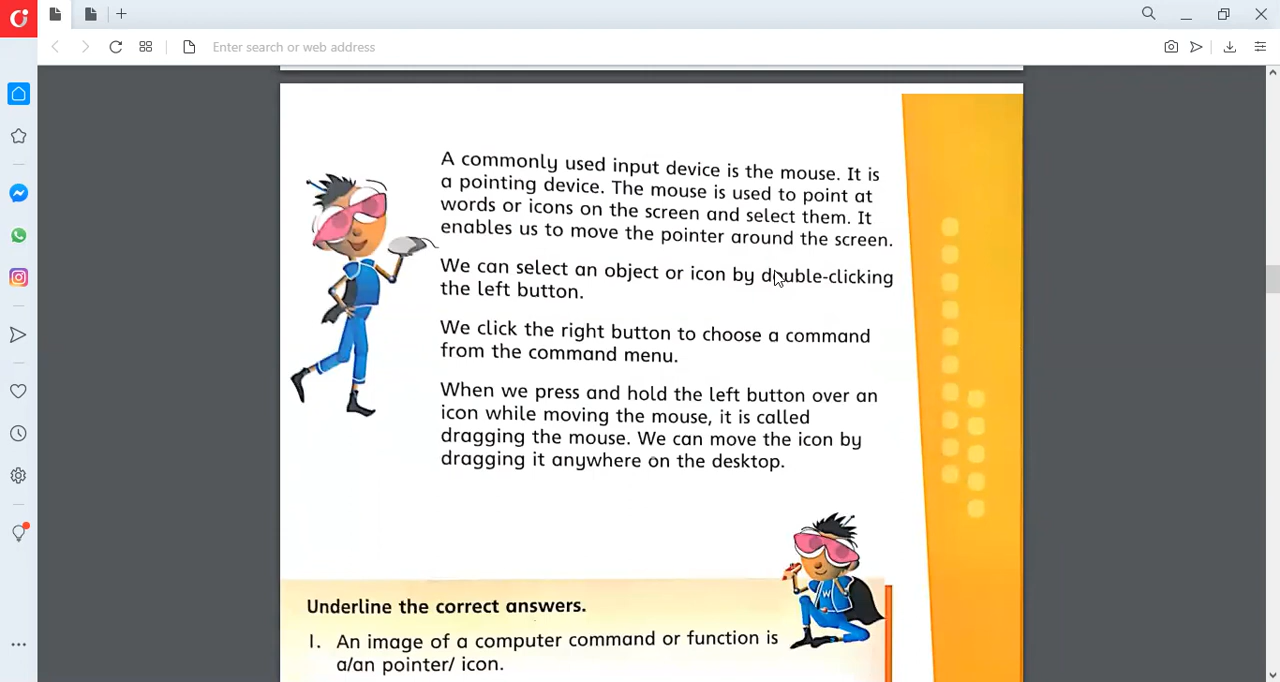 Enter search or web address
A commonly used input device is the mouse. It is
a pointing device. The mouse is used to point at
words or icons on the screen and select them. It
enables us to move the pointer around the screen.
We can select an object or icon by double-clicking
the left button.
We click the right button to choose a command
from the command menu.
When we press and hold the left button over an
icon while moving the mouse, it is called
dragging the mouse. We can move the icon by
dragging it anywhere on the desktop.
W
Underline the correct answers.
1. An image of a computer command or function is
a/an pointer/ icon.